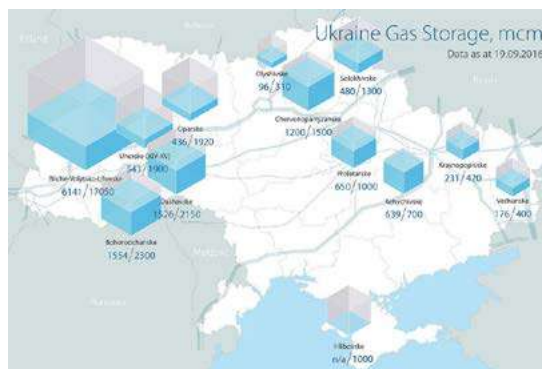 Ukraine Gas Storage, mcm
Data as at 19.09.2016
Olyshivske
96/310
Solokhivske
480/1300
Oparske
436/1920
Chervonopartyzanske
1200/1500
Uherske (XIV-XV)
1900
Bilche-Volytsko-Uherske
6141/17050
Dashavske
1526/2150
Bohorodchanske
1554/2300
Proletarske
650/1000
Kehychivske
639/700
Krasnopopivske
231/420
Verhunske
176/400
Hlibovske
n/a/1000